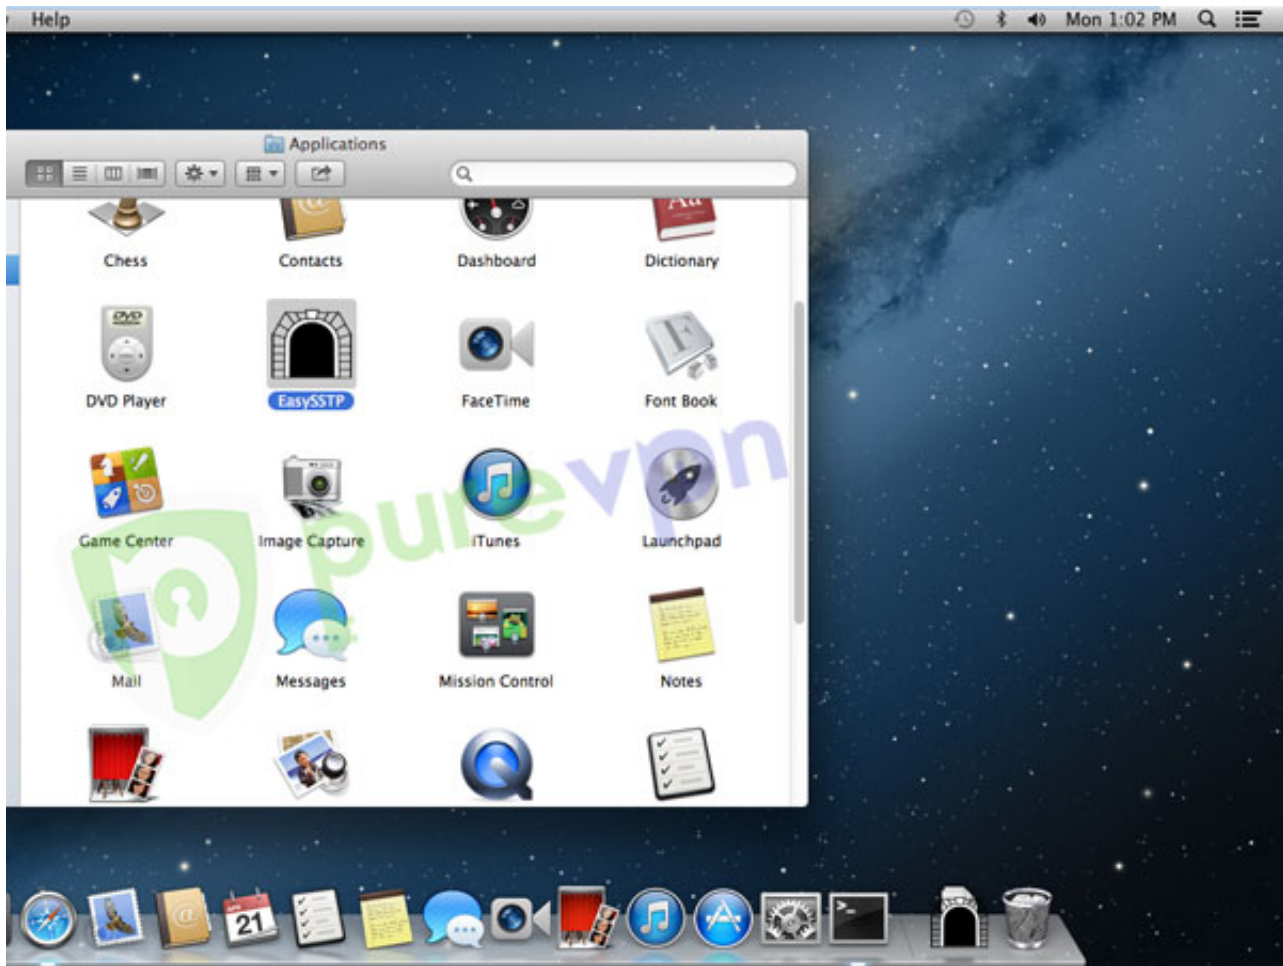 Help
Mon 1:02 PM
Applications
Chess
Contacts
Dashboard
Dictionary
DVD
DVD Player
EasySSTP
FaceTime
Font Book
Game Center
Image Capture
iTunes
Launchpad
purevpn
Mail
Messages
Mission Control
Notes
21